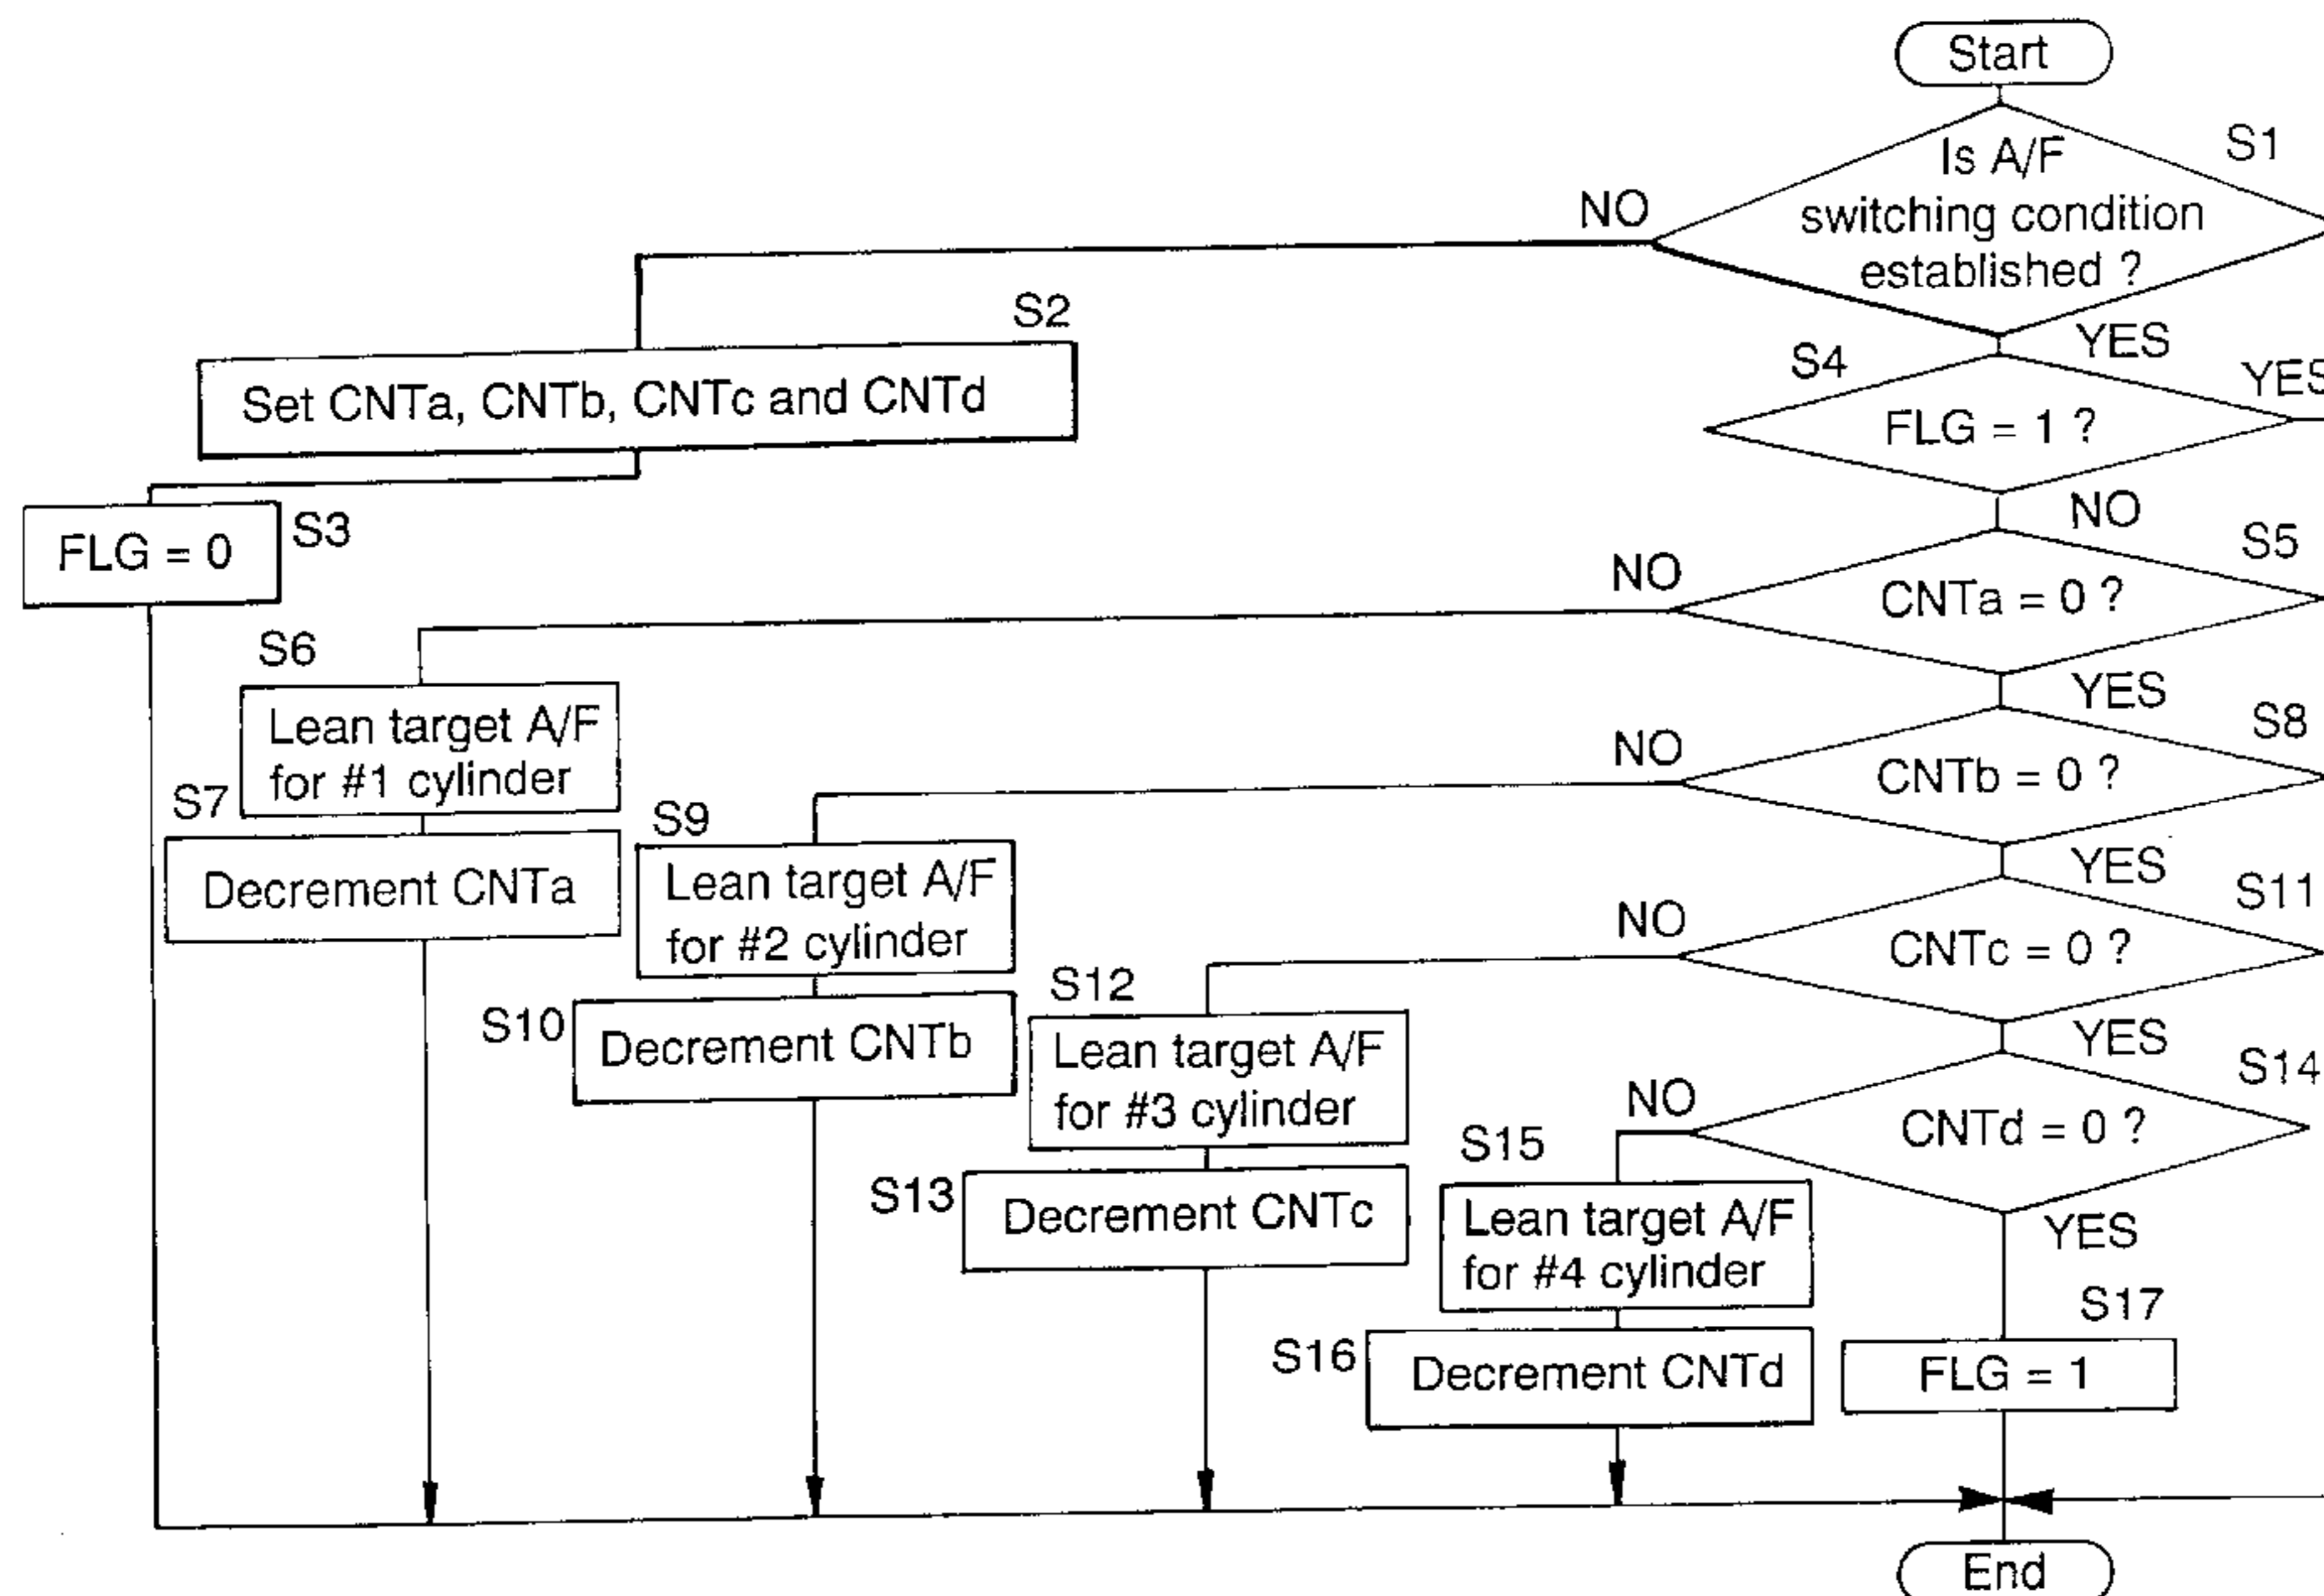 Start
Is A/F
switching condition
established ?
S1
NO
YES
S2
Set CNTa, CNTb, CNTc and CNTd
S3
FLG = 0
S4
FLG = 1 ?
YES
NO
S5
CNTa = 0 ?
NO
YES
S6
Lean target A/F
for #1 cylinder
S7
Decrement CNTa
S8
CNTb = 0 ?
NO
YES
S9
Lean target A/F
for #2 cylinder
S10
Decrement CNTb
S11
CNTc = 0 ?
NO
YES
S12
Lean target A/F
for #3 cylinder
S13
Decrement CNTc
S14
CNTd = 0 ?
NO
YES
S15
Lean target A/F
for #4 cylinder
S16
Decrement CNTd
S17
FLG = 1
End